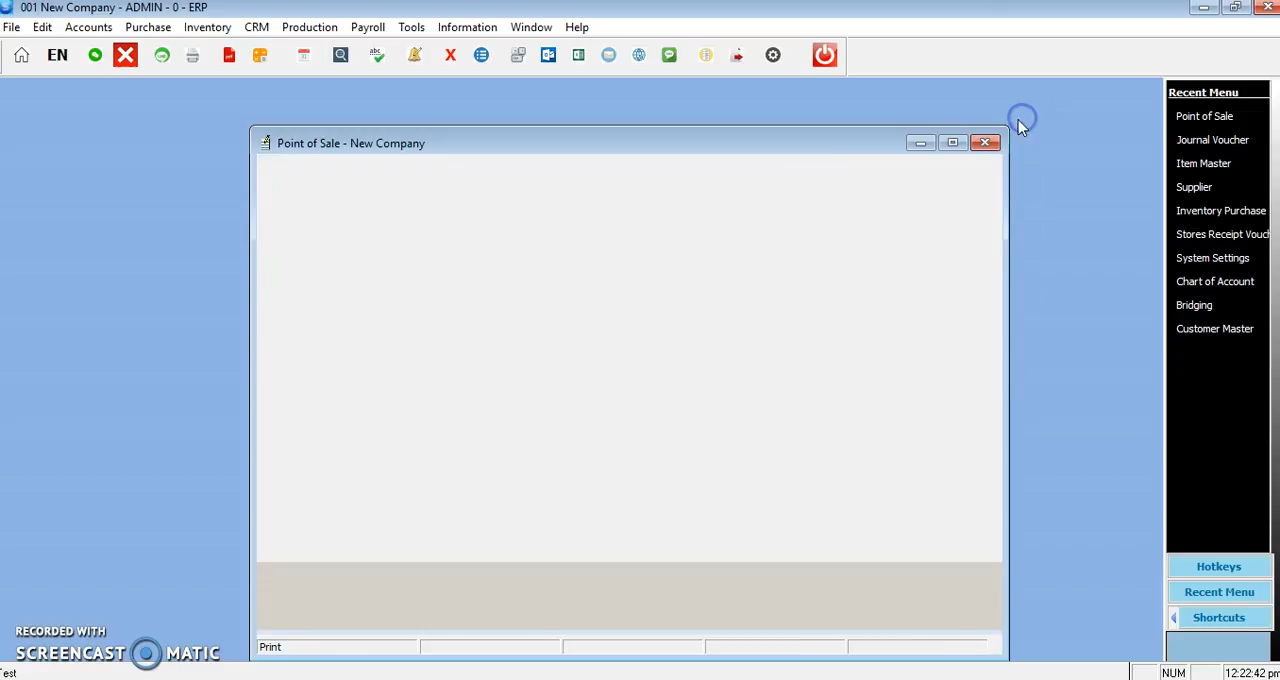 001 New Company - ADMIN - 0 - ERP
File Edit Accounts Purchase Inventory CRM Production Payroll Tools Information Window Help
EN
abc
Recent Menu
Point of Sale
Journal Voucher
Item Master
Supplier
Inventory Purchase
Stores Receipt Vouch
System Settings
Chart of Account
Bridging
Customer Master
Point of Sale - New Company
Print
Hotkeys
Recent Menu
Shortcuts
RECORDED WITH
SCREENCAST MATIC
Test
NUM
12:22:42 pm